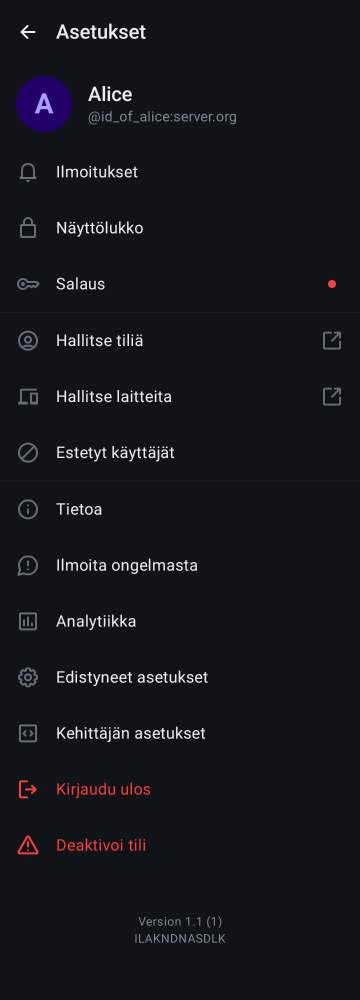 Asetukset
A
Alice
@id_of_alice:server.org
Ilmoitukset
Näyttölukko
Salaus
Hallitse tiliä
Hallitse laitteita
Estetyt käyttäjät
Tietoa
Ilmoita ongelmasta
Analytiikka
Edistyneet asetukset
Kehittäjän asetukset
Kirjaudu ulos
Deaktivoi tili
Version 1.1 (1)
ILAKNDNASDLK